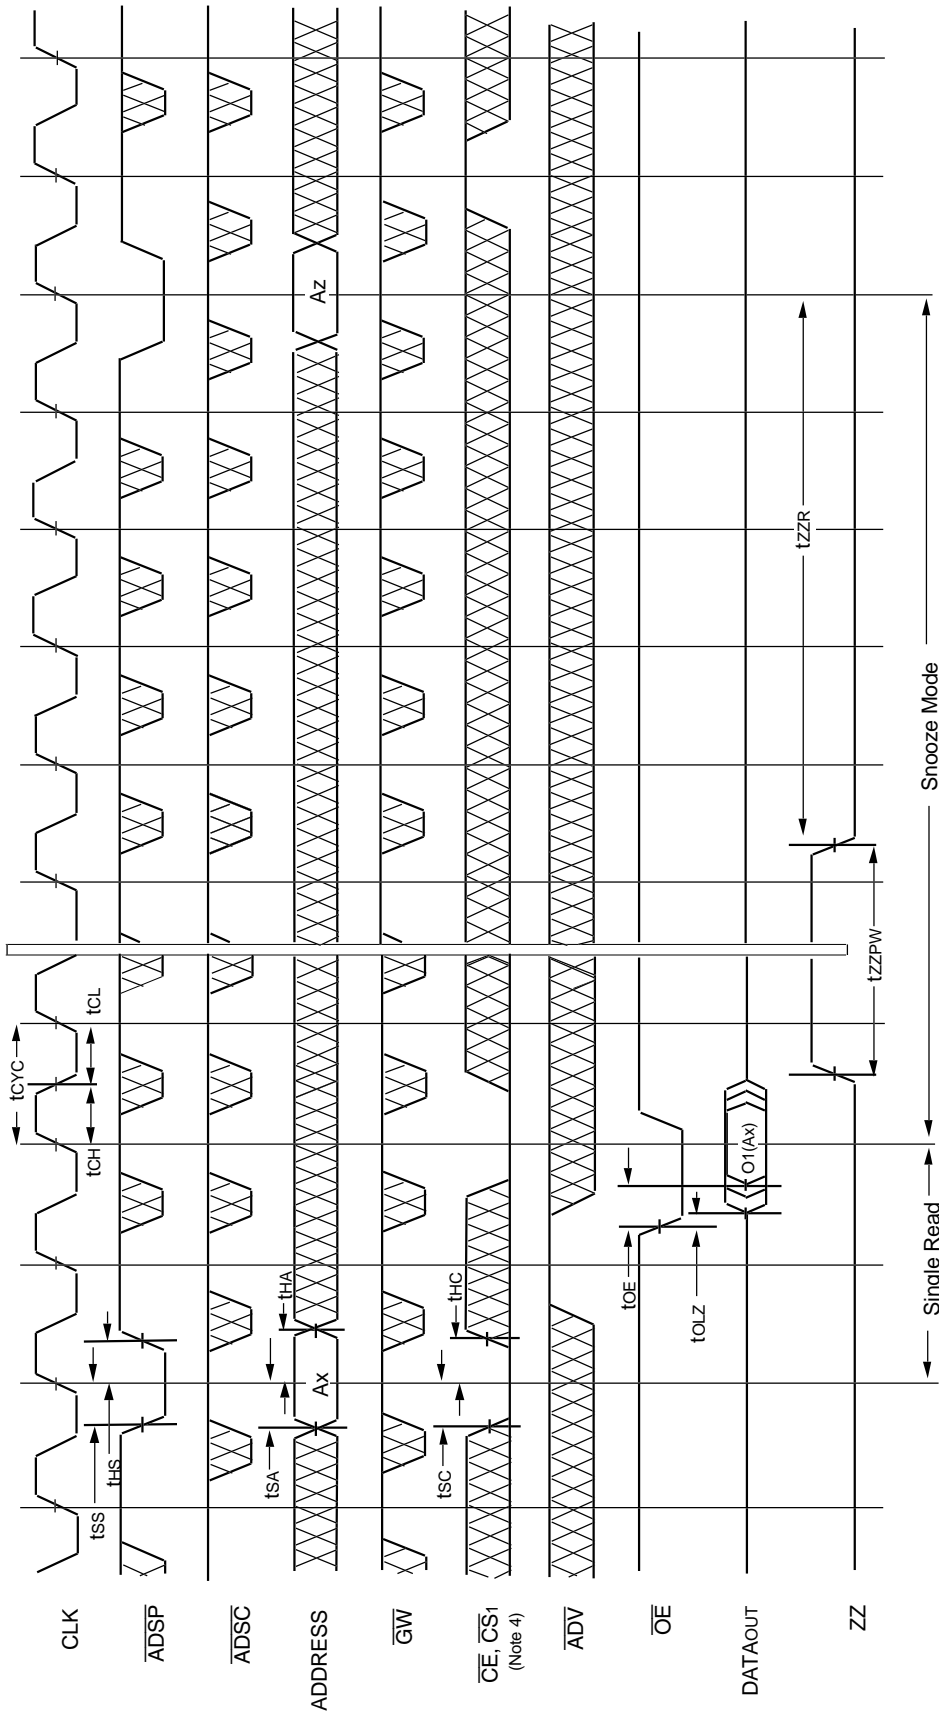 CLK
ADSP
ADSC
ADDRESS
GW
CE, CS1
(Note 4)
ADV
OE
DATAOUT
ZZ
tCYC
tCH
tCL
tSS
tHS
tSA
tHA
Ax
Az
tSC
tHC
tOE
tOLZ
O1(Ax)
tZZPW
tZZR
Single Read
Snooze Mode